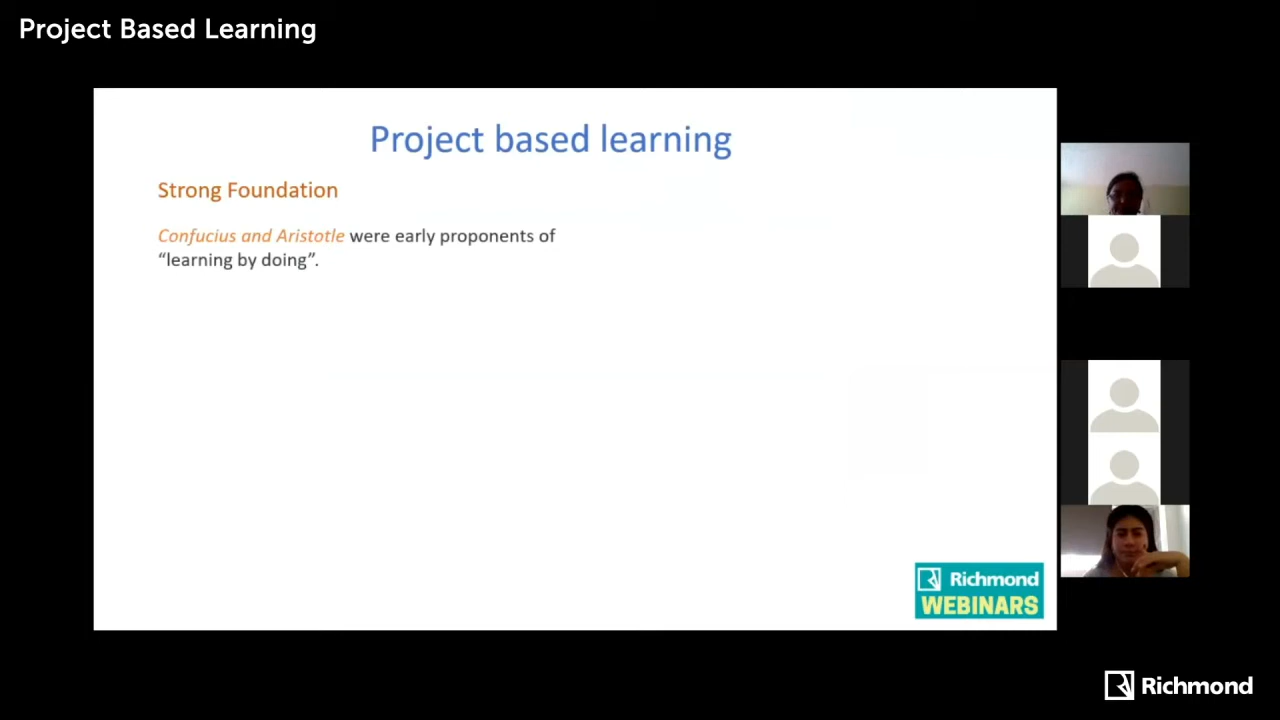 Project Based Learning
Project based learning
Strong Foundation
Confucius and Aristotle were early proponents of
“learning by doing”.
Richmond
WEBINARS
Richmond